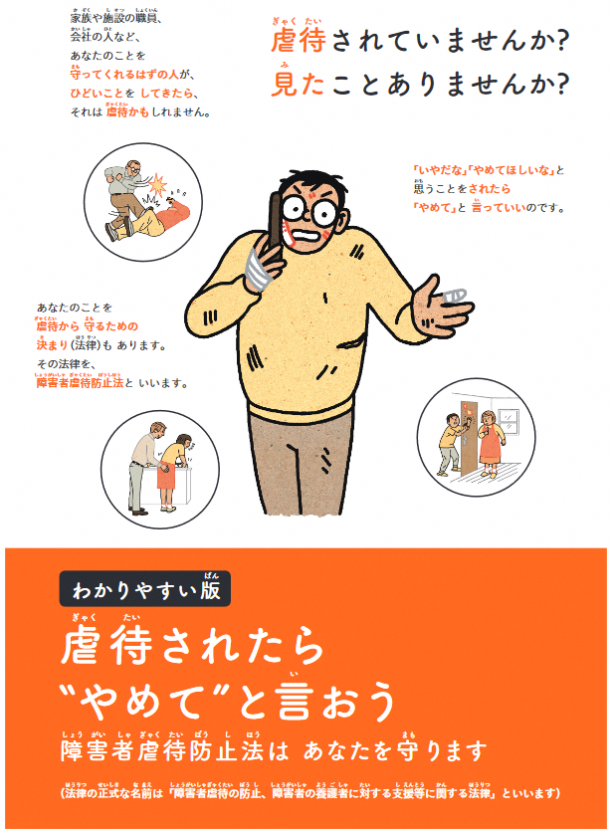 家族や施設の職員、
会社の人など、
あなたのことを
守ってくれるはずの人が、
ひどいことを してきたら、
それは 虐待かもしれません。
虐待されていませんか?
見たことありませんか?
「いやだな」「やめてほしいな」と
思うことをされたら
「やめて」と 言っていいのです。
あなたのことを
虐待から 守るための
決まり(法律)も あります。
その法律を、
障害者虐待防止法と いいます。
わかりやすい版
虐待されたら
“やめて”と言おう
障害者虐待防止法は あなたを守ります
(法律の正式な名前は「障害者虐待の防止、障害者の養護者に対する支援等に関する法律」といいます)